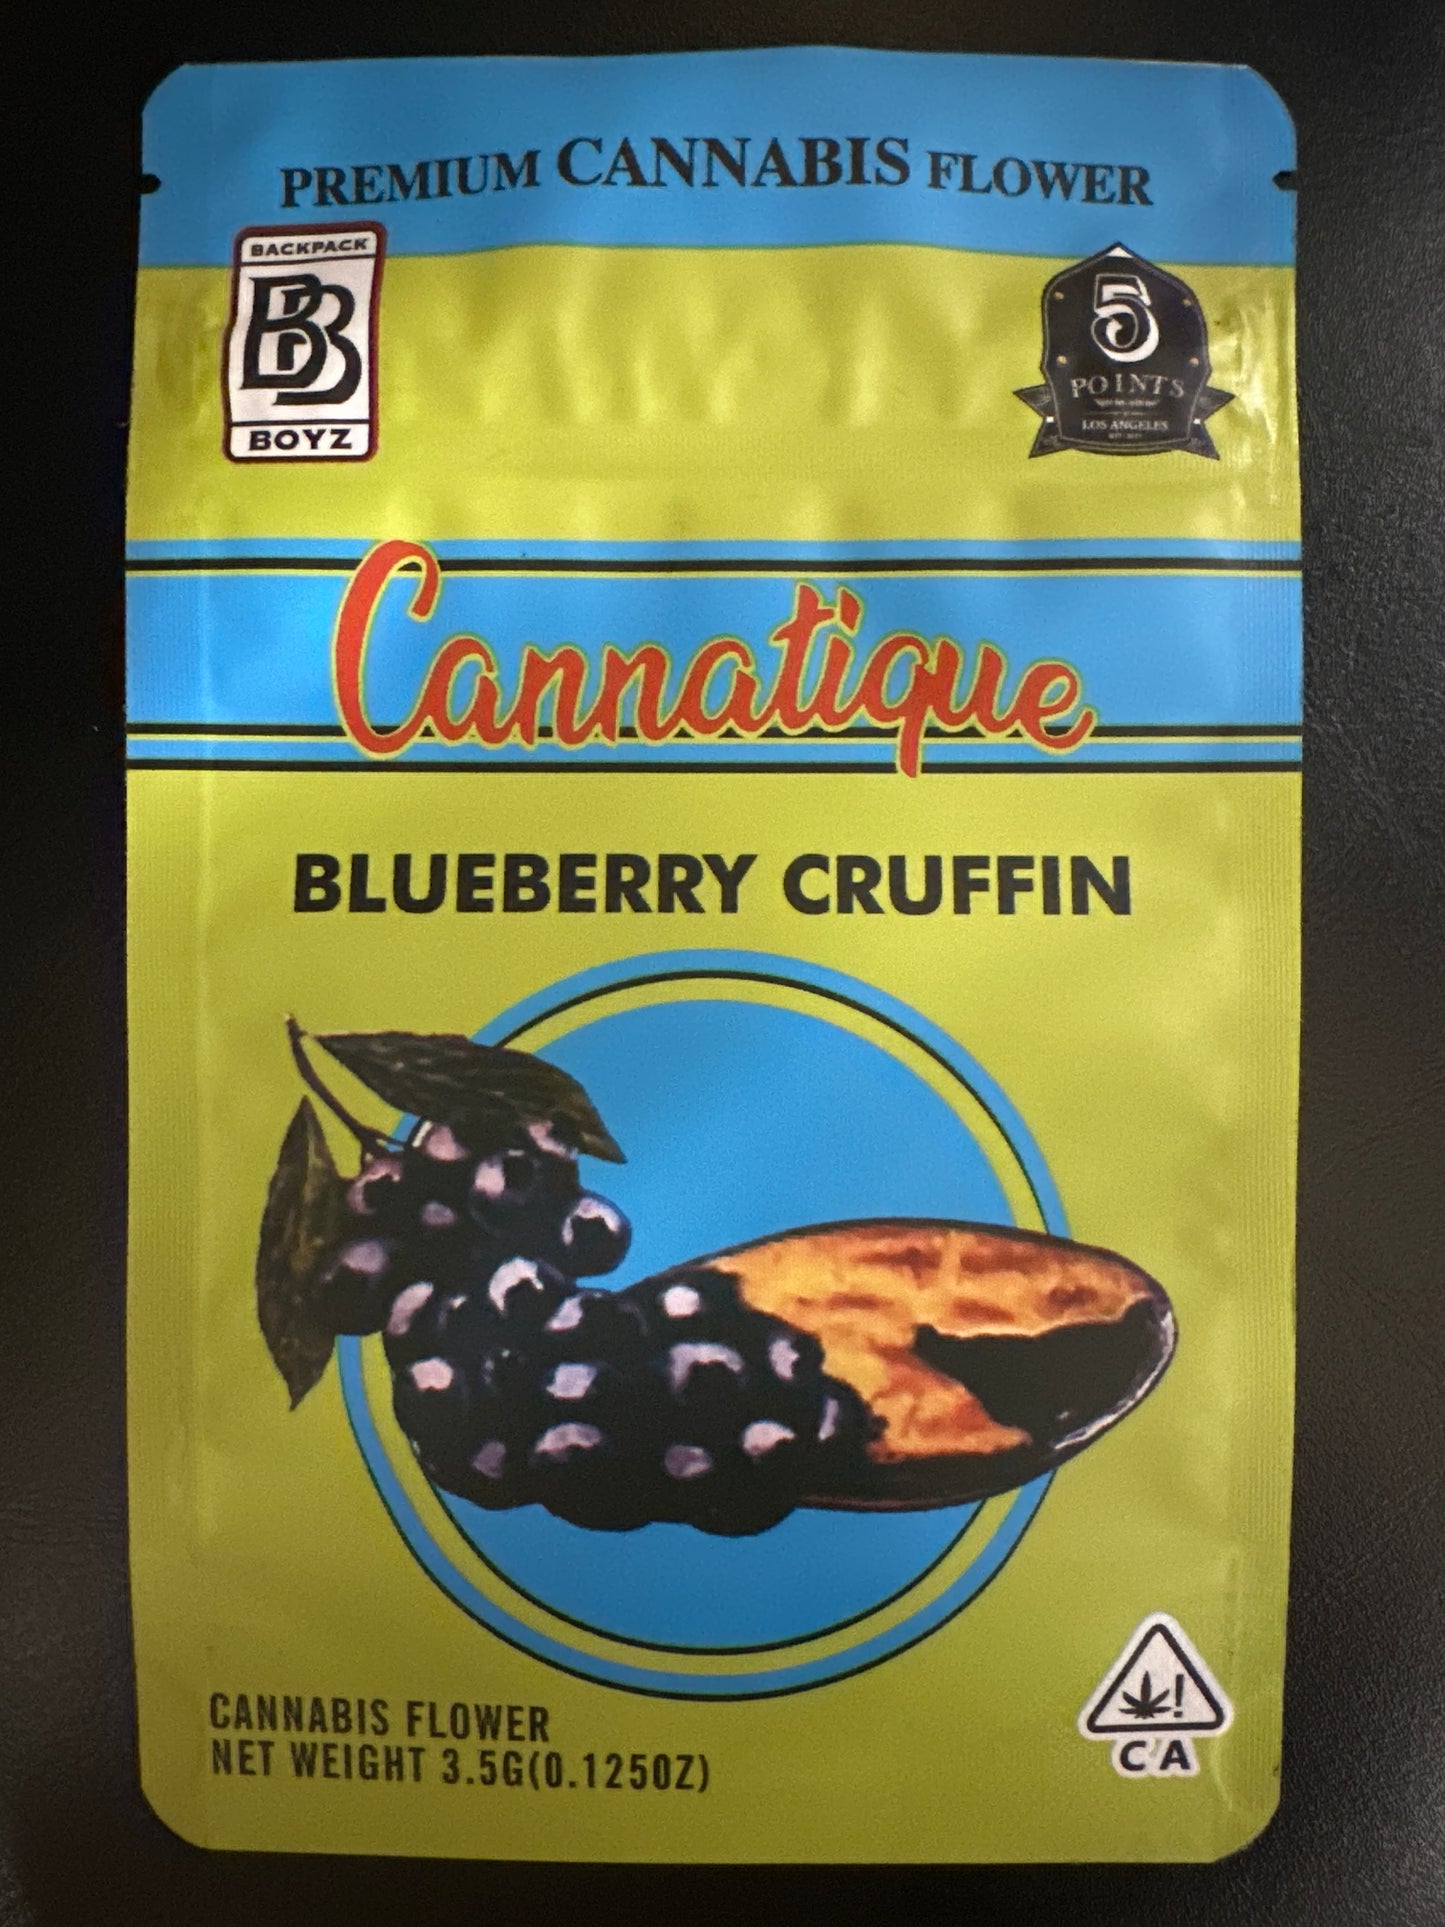 PREMIUM CANNABIS FLOWER
BACKPACK
BB
BOYZ
5
POINTS
LOS ANGELES
Cannatique
BLUEBERRY CRUFFIN
CANNABIS FLOWER
NET WEIGHT 3.5G(0.125OZ)
!
CA